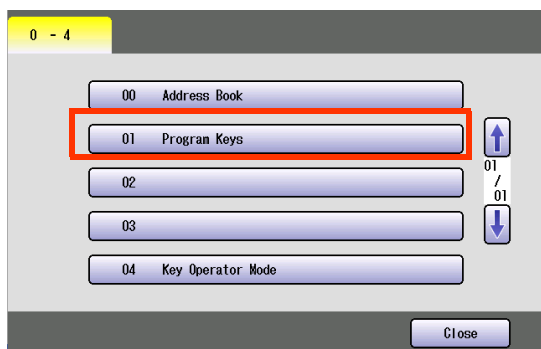 0 - 4
00 Address Book
01 Program Keys
02
03
04 Key Operator Mode
01
/
01
Close